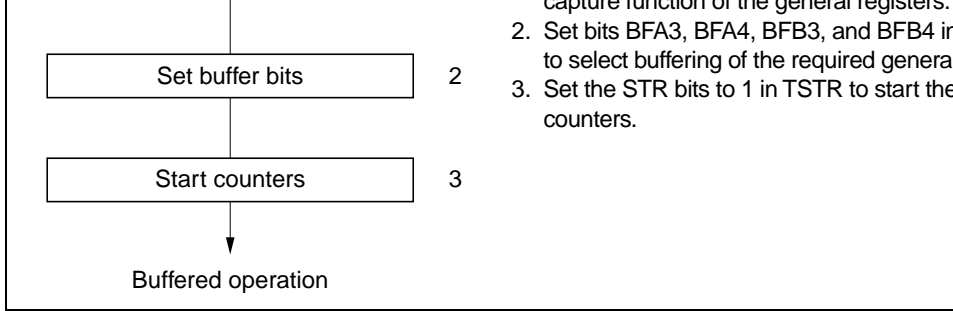 capture function of the general registers.
2. Set bits BFA3, BFA4, BFB3, and BFB4 in
to select buffering of the required genera
3. Set the STR bits to 1 in TSTR to start the
counters.
Set buffer bits 2
Start counters 3
Buffered operation